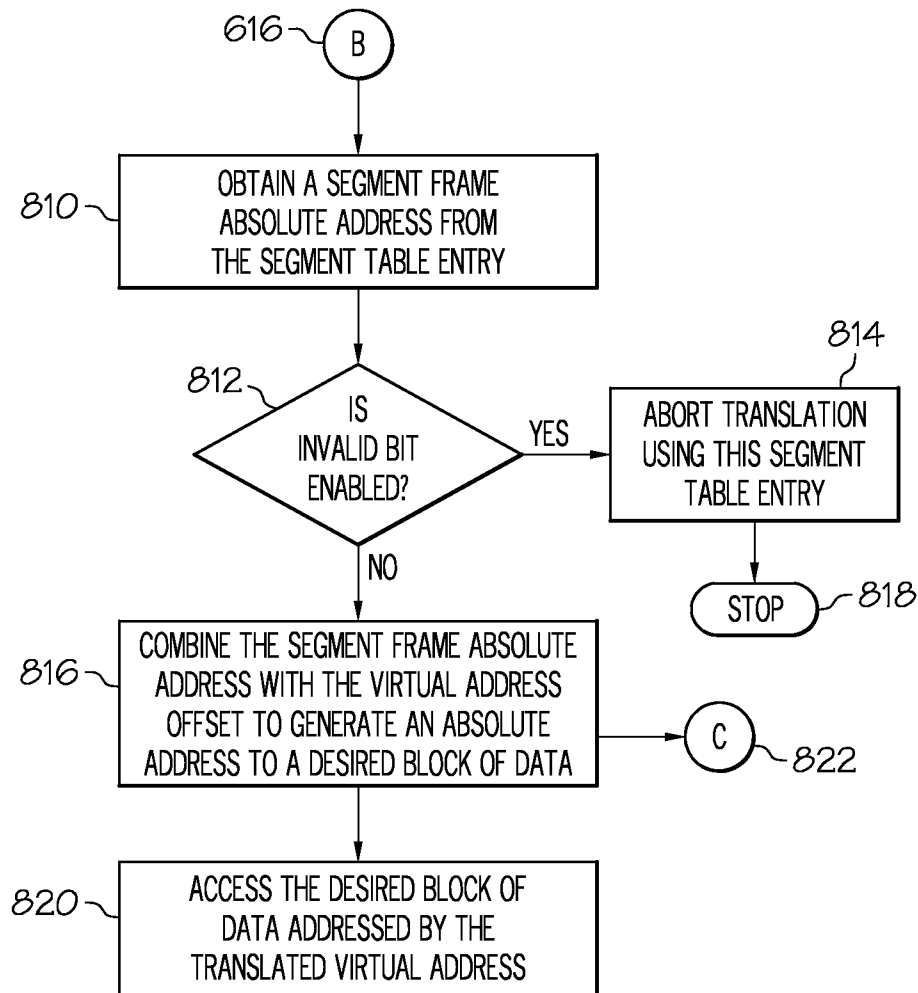 616
B
810
OBTAIN A SEGMENT FRAME
ABSOLUTE ADDRESS FROM
THE SEGMENT TABLE ENTRY
812
IS
INVALID BIT
ENABLED?
YES
814
ABORT TRANSLATION
USING THIS SEGMENT
TABLE ENTRY
NO
STOP
818
816
COMBINE THE SEGMENT FRAME ABSOLUTE
ADDRESS WITH THE VIRTUAL ADDRESS
OFFSET TO GENERATE AN ABSOLUTE
ADDRESS TO A DESIRED BLOCK OF DATA
C
822
820
ACCESS THE DESIRED BLOCK OF
DATA ADDRESSED BY THE
TRANSLATED VIRTUAL ADDRESS